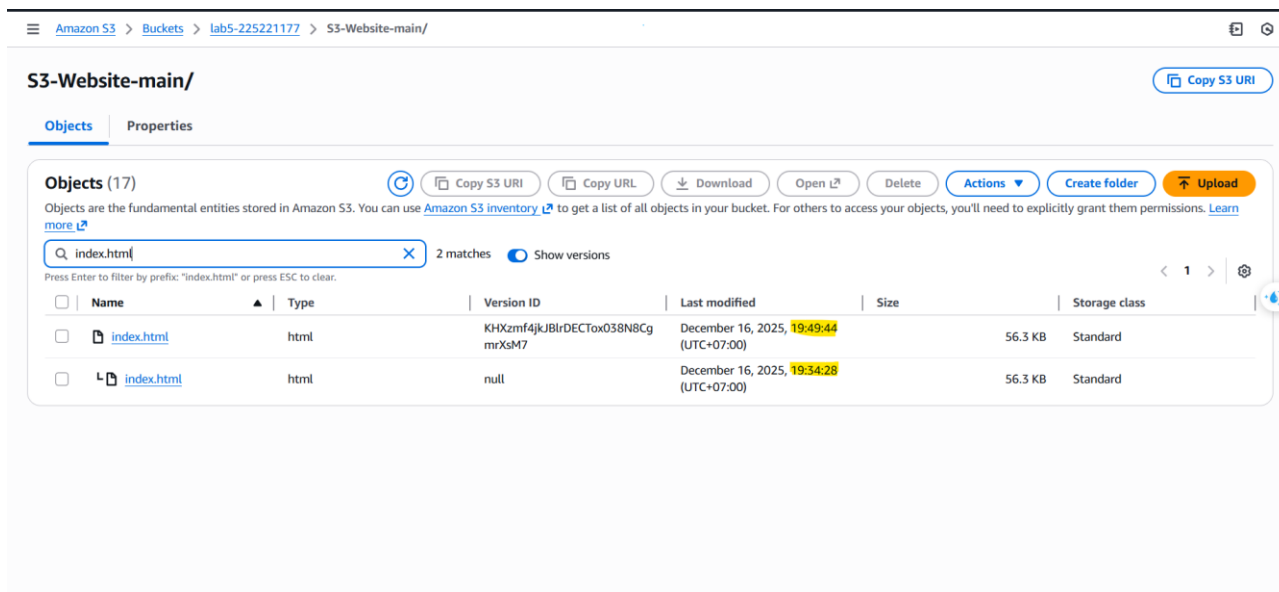 Amazon S3 > Buckets > lab5-225221177 > S3-Website-main/
S3-Website-main/
Copy S3 URI
Objects
Properties
Objects (17)
Copy S3 URI
Copy URL
Download
Open
Delete
Actions
Create folder
Upload
Objects are the fundamental entities stored in Amazon S3. You can use Amazon S3 inventory to get a list of all objects in your bucket. For others to access your objects, you'll need to explicitly grant them permissions. Learn
more
index.html
2 matches
Show versions
Press Enter to filter by prefix: "index.html" or press ESC to clear.
1
Name
Type
Version ID
Last modified
Size
Storage class
index.html
html
KHXzmf4jkJBlrDECTox038N8Cg
mrXsM7
December 16, 2025, 19:49:44
(UTC+07:00)
56.3 KB
Standard
index.html
html
null
December 16, 2025, 19:34:28
(UTC+07:00)
56.3 KB
Standard